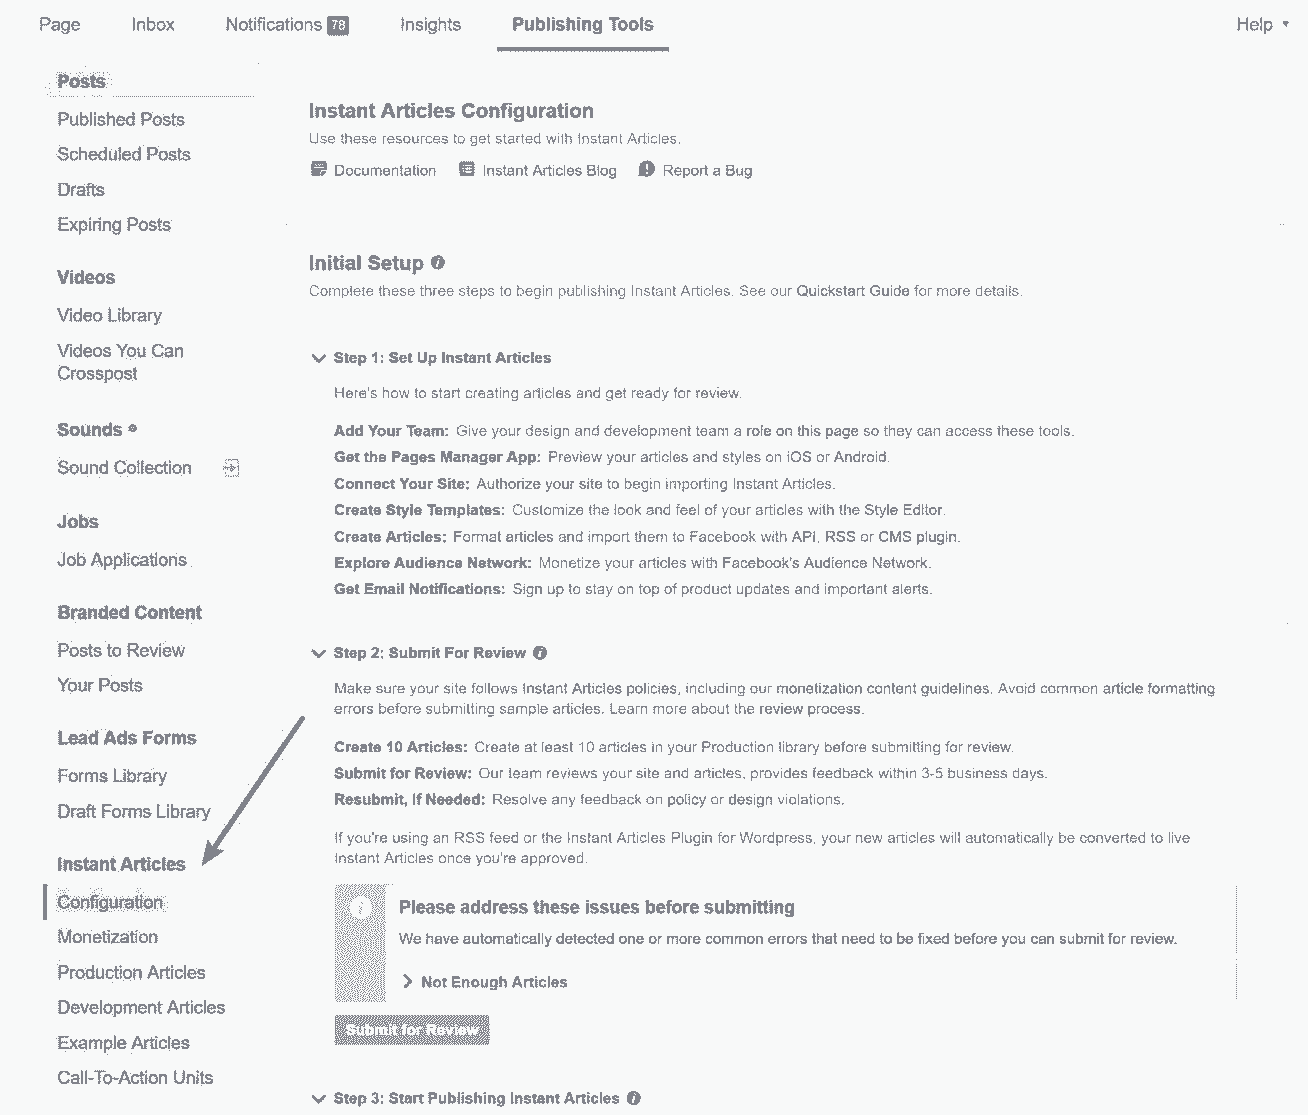 Page Inbox Notifications 78 Insights Publishing Tools Help
Posts
Published Posts
Scheduled Posts
Drafts
Expiring Posts
Videos
Video Library
Videos You Can
Crosspost
Sounds
Sound Collection
Jobs
Job Applications
Branded Content
Posts to Review
Your Posts
Lead Ads Forms
Forms Library
Draft Forms Library
Instant Articles
Configuration
Monetization
Production Articles
Development Articles
Example Articles
Call-To-Action Units
Instant Articles Configuration
Use these resources to get started with Instant Articles.
Documentation Instant Articles Blog Report a Bug
Initial Setup
Complete these three steps to begin publishing Instant Articles. See our Quickstart Guide for more details.
Step 1: Set Up Instant Articles
Here's how to start creating articles and get ready for review.
Add Your Team: Give your design and development team a role on this page so they can access these tools.
Get the Pages Manager App: Preview your articles and styles on iOS or Android.
Connect Your Site: Authorize your site to begin importing Instant Articles.
Create Style Templates: Customize the look and feel of your articles with the Style Editor.
Create Articles: Format articles and import them to Facebook with API, RSS or CMS plugin.
Explore Audience Network: Monetize your articles with Facebook's Audience Network.
Get Email Notifications: Sign up to stay on top of product updates and important alerts.
Step 2: Submit For Review
Make sure your site follows Instant Articles policies, including our monetization content guidelines. Avoid common article formatting
errors before submitting sample articles. Learn more about the review process.
Create 10 Articles: Create at least 10 articles in your Production library before submitting for review.
Submit for Review: Our team reviews your site and articles, provides feedback within 3-5 business days.
Resubmit, If Needed: Resolve any feedback on policy or design violations.
If you're using an RSS feed or the Instant Articles Plugin for Wordpress, your new articles will automatically be converted to live
Instant Articles once you're approved.
Please address these issues before submitting
We have automatically detected one or more common errors that need to be fixed before you can submit for review.
Not Enough Articles
Submit for Review
Step 3: Start Publishing Instant Articles